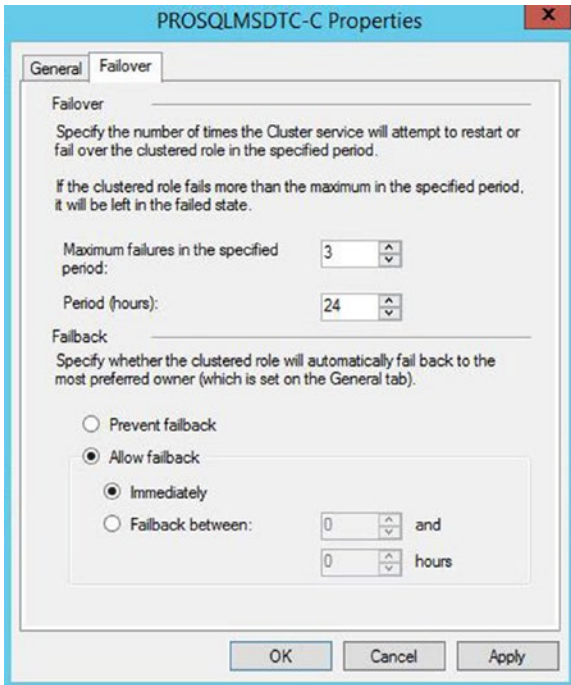 PROSQLMSDTC-C Properties
x
General Failover
Failover
Specify the number of times the Cluster service will attempt to restart or
fail over the clustered role in the specified period.
If the clustered role fails more than the maximum in the specified period,
it will be left in the failed state.
Maximum failures in the specified
period:
3
Period (hours):
24
Failback
Specify whether the clustered role will automatically fail back to the
most preferred owner (which is set on the General tab).
Prevent failback
Allow failback
Immediately
Failback between:
0 and
0 hours
OK Cancel Apply